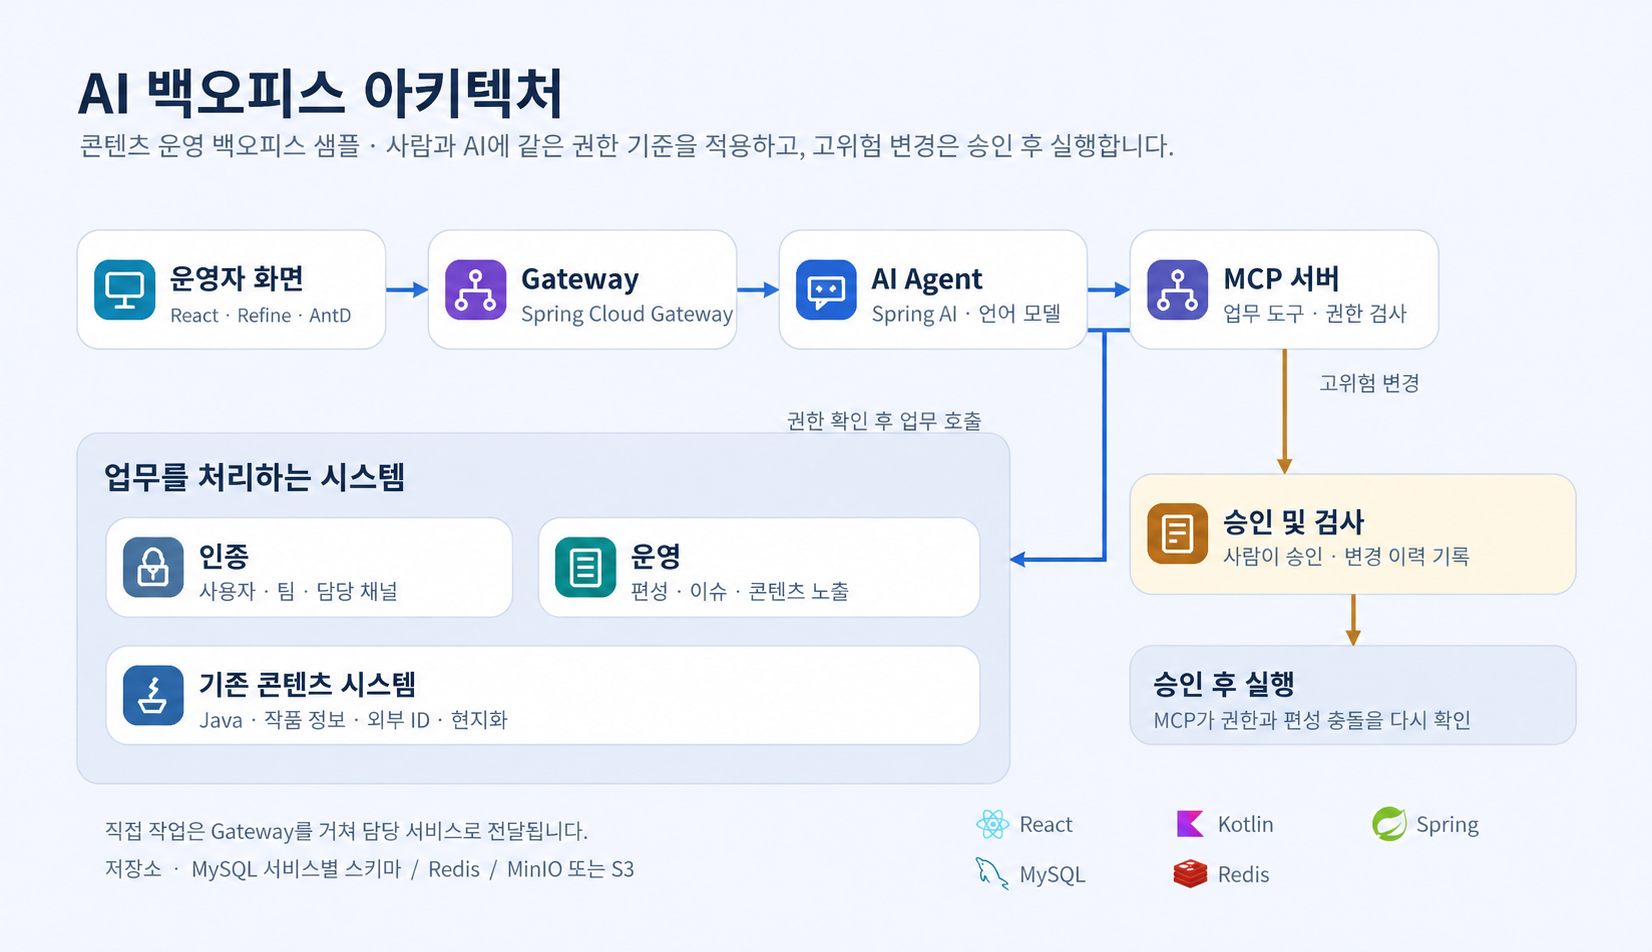 AI 백오피스 아키텍처
콘텐츠 운영 백오피스 샘플 · 사람과 AI에 같은 권한 기준을 적용하고, 고위험 변경은 승인 후 실행합니다.
운영자 화면
React · Refine · AntD
Gateway
Spring Cloud Gateway
AI Agent
Spring AI · 언어 모델
MCP 서버
업무 도구 · 권한 검사
고위험 변경
권한 확인 후 업무 호출
업무를 처리하는 시스템
인종
사용자 · 팀 · 담당 채널
운영
편성 · 이슈 · 콘텐츠 노출
기존 콘텐츠 시스템
Java · 작품 정보 · 외부 ID · 현지화
승인 및 검사
사람이 승인 · 변경 이력 기록
승인 후 실행
MCP가 권한과 편성 충돌을 다시 확인
직접 작업은 Gateway를 거쳐 담당 서비스로 전달됩니다.
저장소 · MySQL 서비스별 스키마 / Redis / MinIO 또는 S3
React
Kotlin
Spring
MySQL
Redis